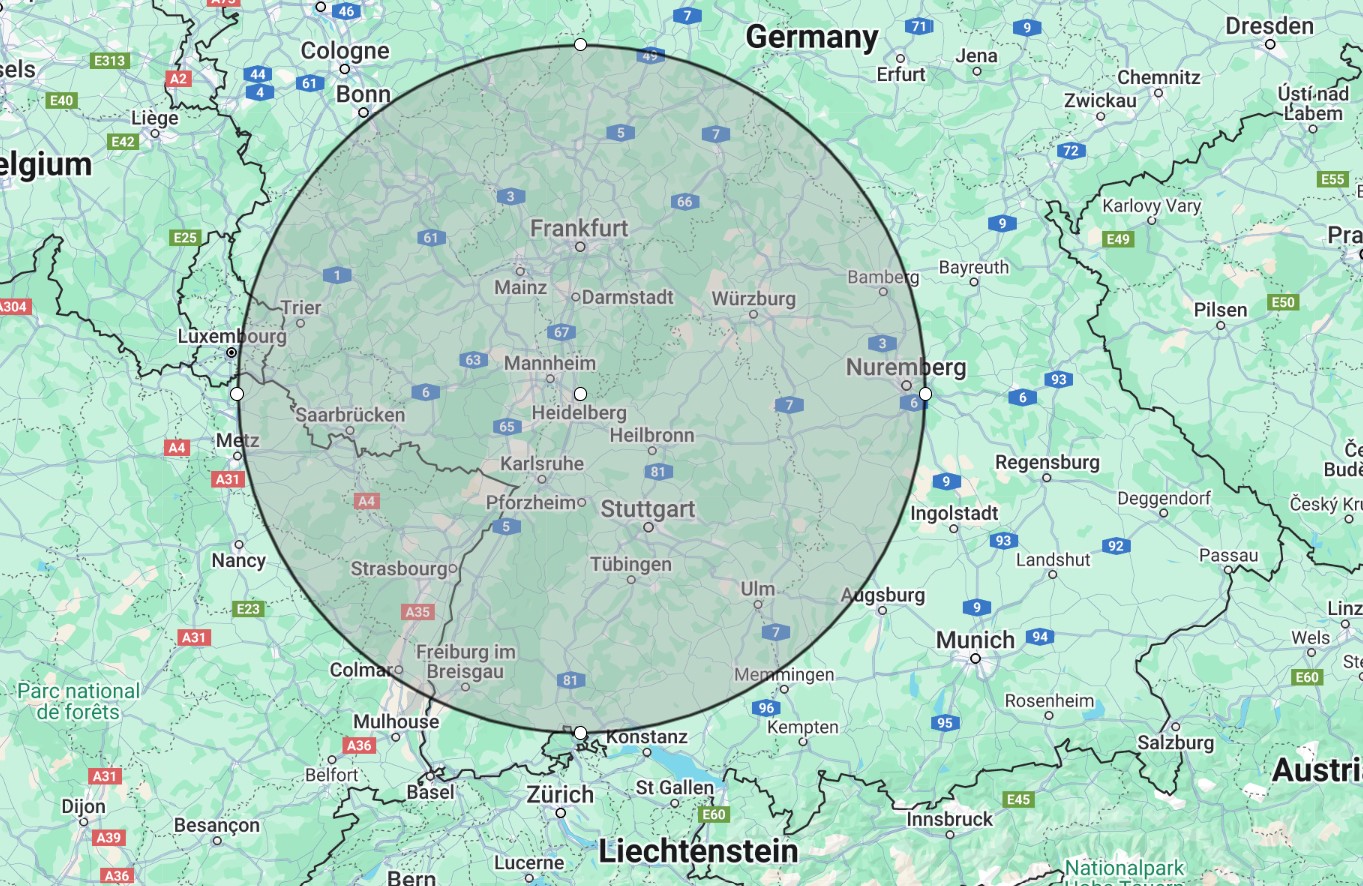 A73
46
7
71
9
Germany
Dresden
Cologne
49
Erfurt
Jena
sels
E313
A2
44
61
4
Chemnitz
E40
Bonn
Zwickau
Ústí nad
Labem
Liège
E42
5
7
elgium
72
E55
3
66
Karlovy Vary
E25
61
Frankfurt
9
E49
Pra
1
Mainz
Darmstadt
Würzburg
Bamberg
Bayreuth
A304
Trier
E50
Pilsen
Luxembourg
67
3
63
Mannheim
Nuremberg
93
6
7
6
6
Saarbrücken
Heidelberg
65
Heilbronn
A4
Metz
A31
Karlsruhe
81
Regensburg
Če
Budě
9
A4
Pforzheim
Stuttgart
Ingolstadt
Deggendorf
Český Kru
5
93
92
Nancy
Strasbourg
Tübingen
Landshut
Passau
E23
A35
Ulm
Augsburg
9
Linz
A31
7
Munich
94
Wels
Freiburg im
Breisgau
Colmar
81
Memmingen
Ste
E60
Parc national
de forêts
96
95
Rosenheim
Mulhouse
A36
Konstanz
Kempten
Salzburg
A31
Belfort
Basel
Zürich
St Gallen
Austri
E45
Dijon
Besançon
E60
Innsbruck
A39
Liechtenstein
Lucerne
A36
Bern
Nationalpark
Hohe Tauern